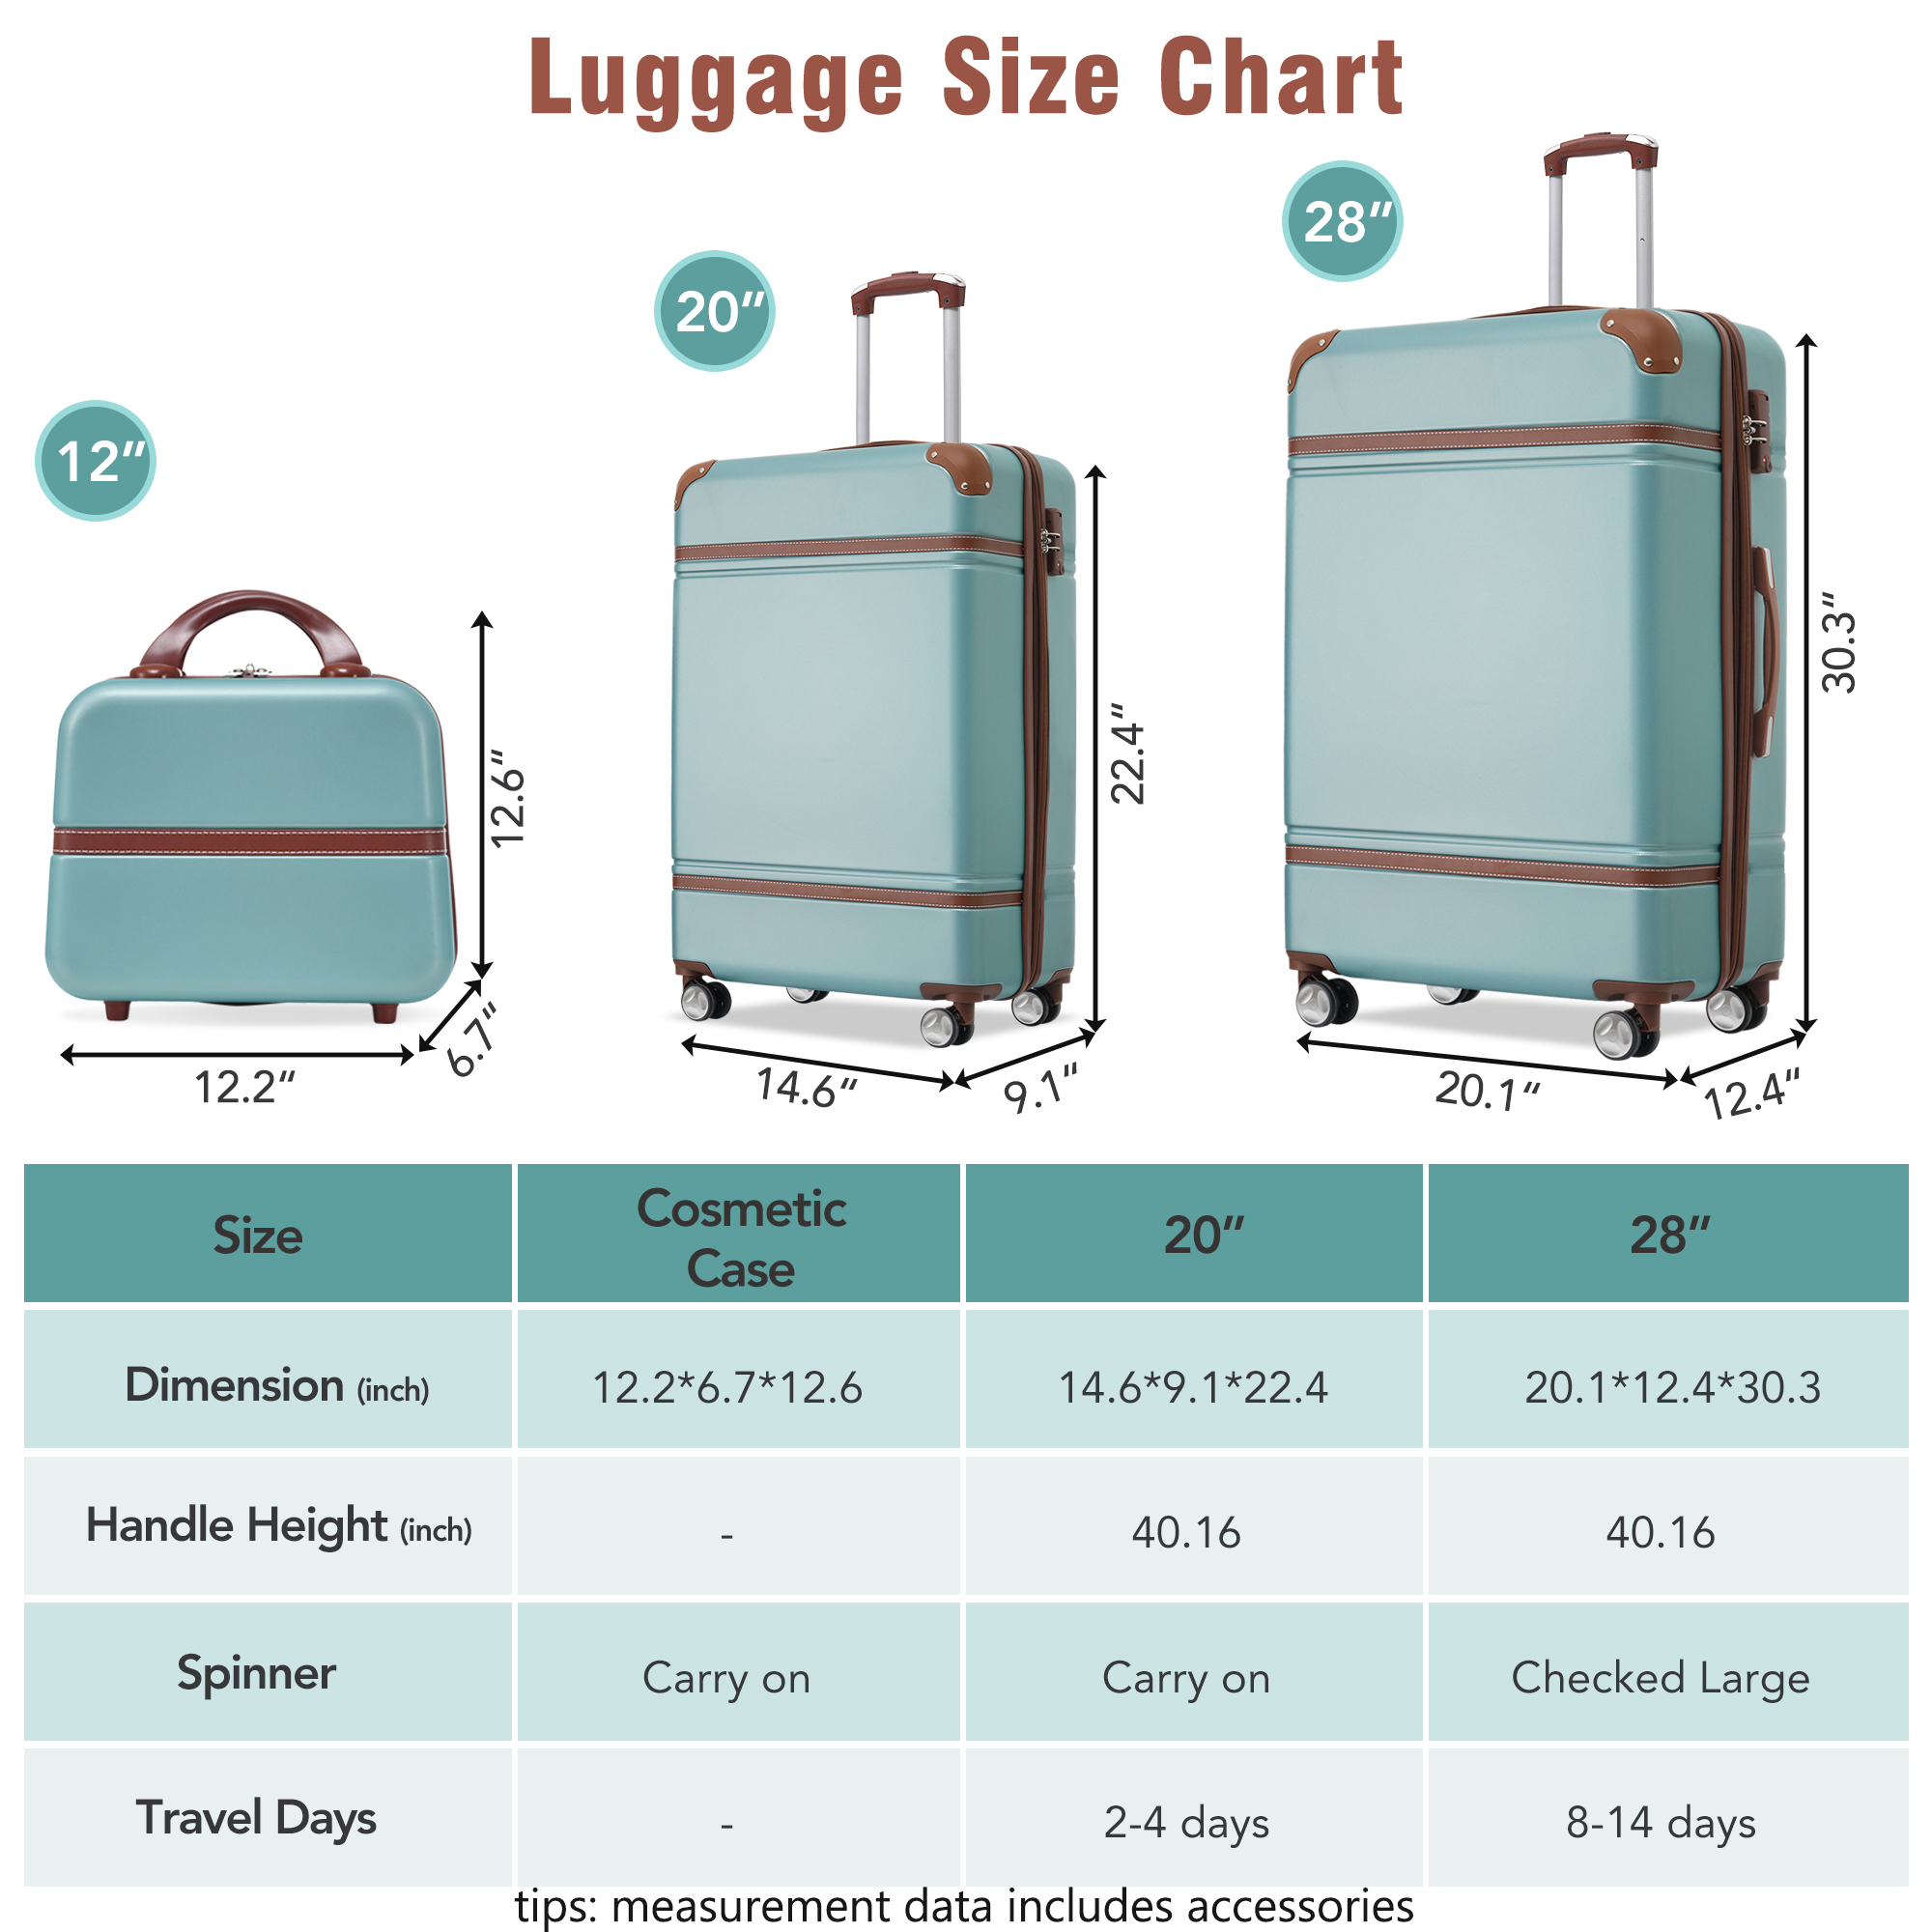 Luggage Size Chart
28”
20”
12”
30.3”
22.4”
12.6”
6.7”
12.2”
14.6”
9.1”
20.1”
12.4”
Size
Cosmetic
Case
20”
28”
Dimension (inch)
12.2*6.7*12.6
14.6*9.1*22.4
20.1*12.4*30.3
Handle Height (inch)
-
40.16
40.16
Spinner
Carry on
Carry on
Checked Large
Travel Days
-
2-4 days
8-14 days
tips: measurement data includes accessories